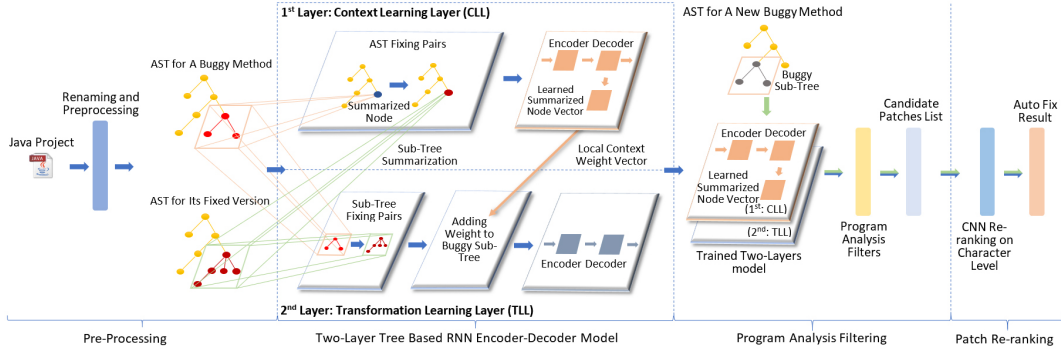 1st Layer: Context Learning Layer (CLL)
AST for A New Buggy Method
AST Fixing Pairs
Encoder Decoder
AST for A Buggy Method
Buggy
Sub-Tree
Renaming and
Preprocessing
Learned
Summarized
Node Vector
Summarized
Node
Candidate
Patches List
Auto Fix
Result
Java Project
JAVA
Sub-Tree
Summarization
Local Context
Weight Vector
Encoder Decoder
Learned
Summarized
Node Vector
(1st: CLL)
AST for Its Fixed Version
Sub-Tree
Fixing Pairs
Adding
Weight to
Buggy Sub-
Tree
(2nd: TLL)
Encoder Decoder
Trained Two-Layers
model
Program
Analysis
Filters
CNN Re-
ranking on
Character
Level
2nd Layer: Transformation Learning Layer (TLL)
Pre-Processing
Two-Layer Tree Based RNN Encoder-Decoder Model
Program Analysis Filtering
Patch Re-ranking